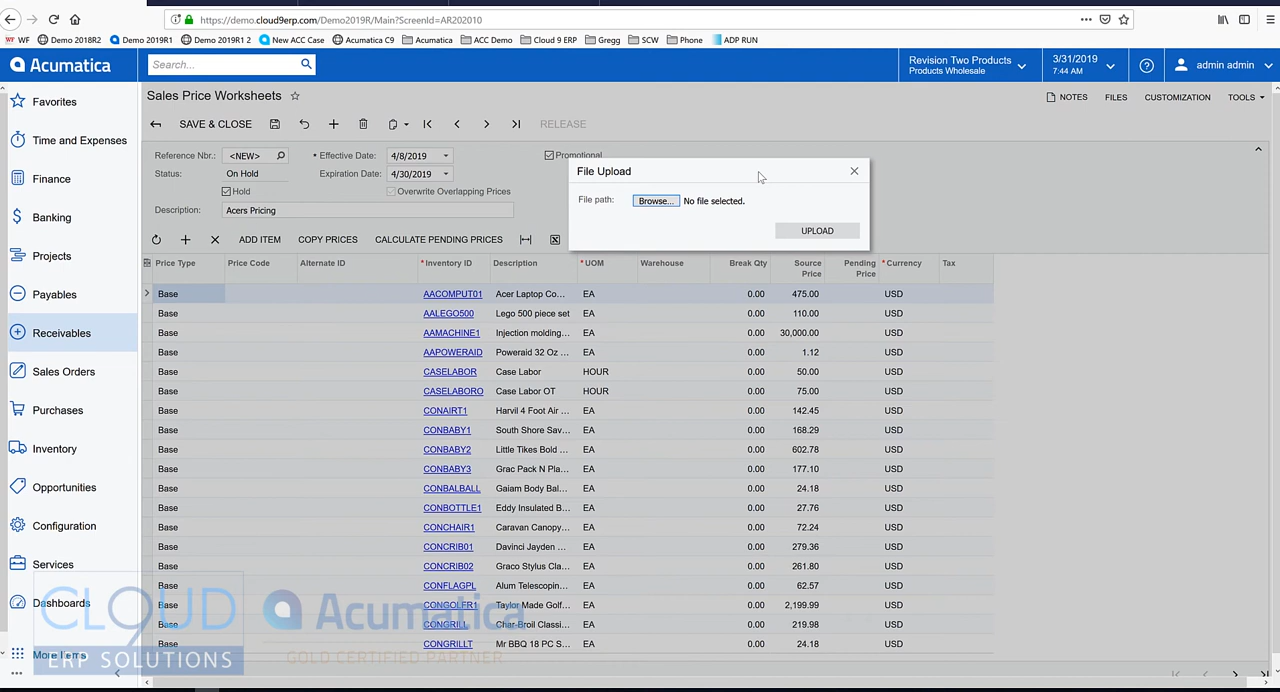 https://demo.cloud9erp.com/Demo2019R/Main?ScreenId=AR202010
WF Demo 2018R2 Demo 2019R1 Demo 2019R1 2 New ACC Case Acumatica C9 Acumatica ACC Demo Cloud 9 ERP Gregg SCW Phone ADP RUN
Acumatica Search... Revision Two Products Products Wholesale 3/31/2019 7:44 AM admin admin
Favorites
Time and Expenses
Finance
Banking
Projects
Payables
Receivables
Sales Orders
Purchases
Inventory
Opportunities
Configuration
Services
Dashboards
More Items
Sales Price Worksheets NOTES FILES CUSTOMIZATION TOOLS
SAVE & CLOSE RELEASE
Reference Nbr.: <NEW> * Effective Date: 4/8/2019 Promotional
Status: On Hold Expiration Date: 4/30/2019
Hold Overwrite Overlapping Prices
Description: Acers Pricing
File Upload
File path: Browse... No file selected.
UPLOAD
ADD ITEM COPY PRICES CALCULATE PENDING PRICES
Price Type Price Code Alternate ID * Inventory ID Description * UOM Warehouse Break Qty Source Price Pending Price * Currency Tax
Base AACOMPUT01 Acer Laptop Co... EA 0.00 475.00 USD
Base AALEGO500 Lego 500 piece set EA 0.00 110.00 USD
Base AAMACHINE1 Injection molding... EA 0.00 30,000.00 USD
Base AAPOWERAID Poweraid 32 Oz ... EA 0.00 1.12 USD
Base CASELABOR Case Labor HOUR 0.00 50.00 USD
Base CASELABORO Case Labor OT HOUR 0.00 75.00 USD
Base CONAIRT1 Harvil 4 Foot Air ... EA 0.00 142.45 USD
Base CONBABY1 South Shore Sav... EA 0.00 168.29 USD
Base CONBABY2 Little Tikes Bold ... EA 0.00 602.78 USD
Base CONBABY3 Grac Pack N Pla... EA 0.00 177.10 USD
Base CONBALBALL Gaiam Body Bal... EA 0.00 24.18 USD
Base CONBOTTLE1 Eddy Insulated B... EA 0.00 27.76 USD
Base CONCHAIR1 Caravan Canopy... EA 0.00 72.24 USD
Base CONCRIB01 Davinci Jayden ... EA 0.00 279.36 USD
Base CONCRIB02 Graco Stylus Cla... EA 0.00 261.80 USD
Base CONFLAGPL Alum Telescopin... EA 0.00 62.57 USD
Base CONGOLFR1 Taylor Made Golf... EA 0.00 2,199.99 USD
Base CONGRILL Char-Broil Classi... EA 0.00 219.98 USD
Base CONGRILLT Mr BBQ 18 PC S... EA 0.00 24.18 USD
CLOUD9
ERP SOLUTIONS
Acumatica
GOLD CERTIFIED PARTNER